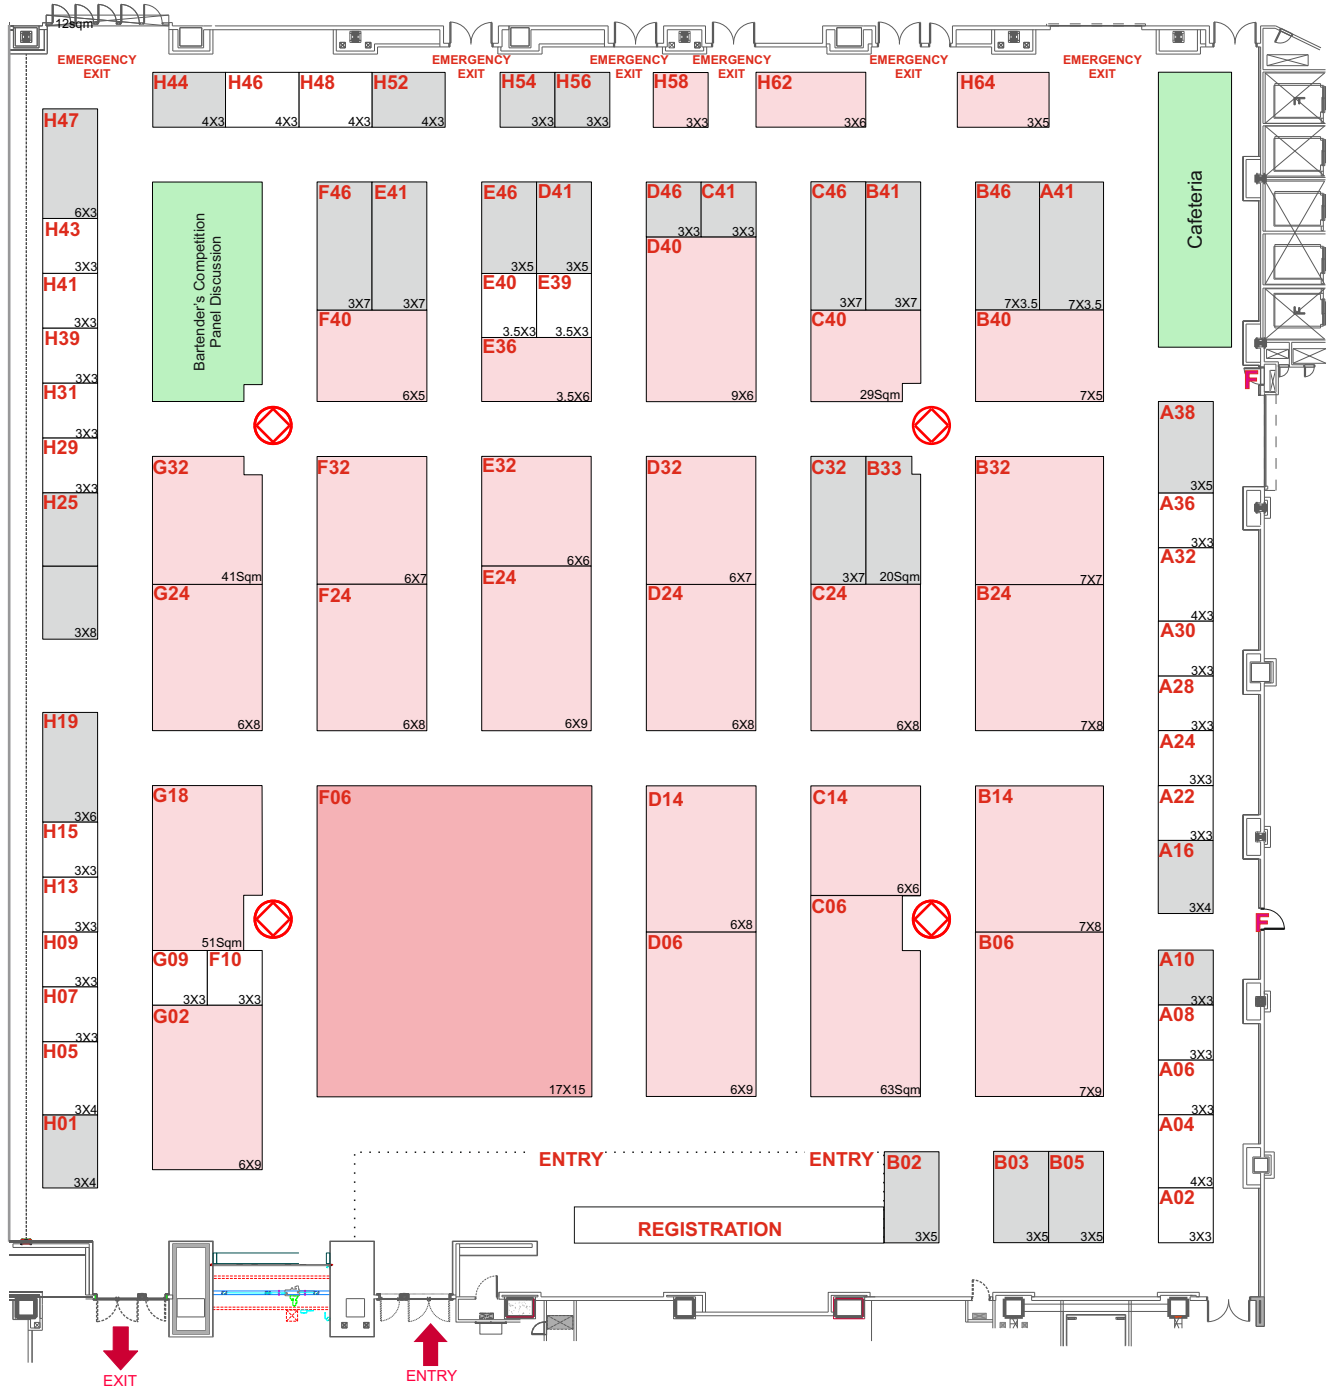 12sqm
EMERGENCY
EXIT
EMERGENCY
EXIT
EMERGENCY
EXIT
EMERGENCY
EXIT
EMERGENCY
EXIT
EMERGENCY
EXIT
H44
4X3
H46
4X3
H48
4X3
H52
4X3
H54
3X3
H56
3X3
H58
3X3
H62
3X6
H64
3X5
H47
6X3
H43
3X3
H41
3X3
H39
3X3
H31
3X3
H29
3X3
H25
3X8
H19
3X6
H15
3X3
H13
3X3
H09
3X3
H07
3X3
H05
3X4
H01
3X4
Bartender's Competition
Panel Discussion
F46
3X7
E41
3X7
F40
6X5
E46
3X5
D41
3X5
E40
3.5X3
E39
3.5X3
E36
3.5X6
D46
3X3
C41
3X3
D40
9X6
C46
3X7
B41
3X7
C40
29Sqm
B46
7X3.5
A41
7X3.5
B40
7X5
Cafeteria
F
F
F
G32
41Sqm
G24
6X8
F32
6X7
F24
6X8
E32
6X6
E24
6X9
D32
6X7
D24
6X8
C32
3X7
B33
20Sqm
C24
6X8
B32
7X7
B24
7X8
A38
3X5
A36
3X3
A32
4X3
A30
3X3
A28
3X3
A24
3X3
A22
3X3
A16
3X4
F
G18
51Sqm
G09
3X3
F10
3X3
G02
6X9
F06
17X15
D14
6X8
D06
6X9
C14
6X6
C06
63Sqm
B14
7X8
B06
7X9
A10
3X3
A08
3X3
A06
3X3
A04
4X3
A02
3X3
ENTRY
ENTRY
B02
3X5
B03
3X5
B05
3X5
REGISTRATION
EXIT
ENTRY